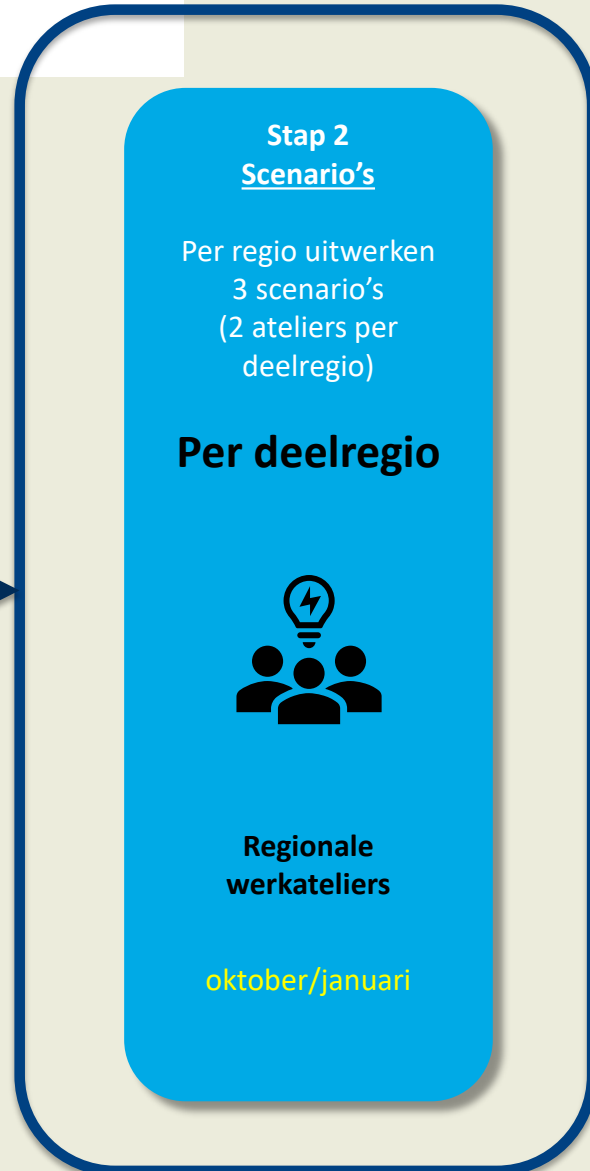 Stap 2
Scenario's
Per regio uitwerken
3 scenario's
(2 ateliers per
deelregio)
Per deelregio
Regionale
werkateliers
oktober/januari